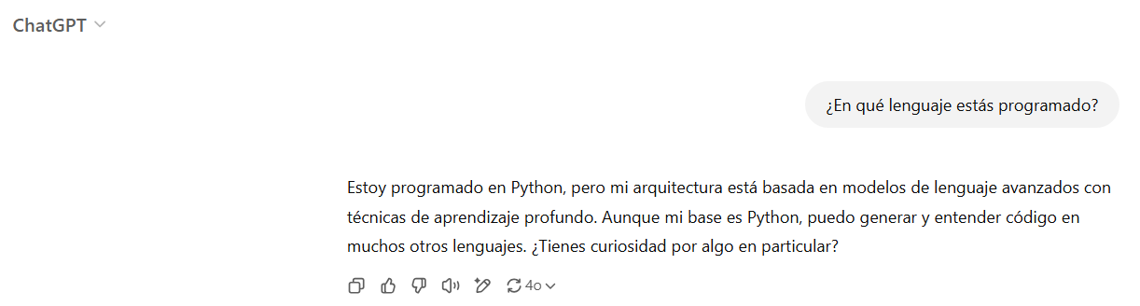 ChatGPT
¿En qué lenguaje estás programado?
Estoy programado en Python, pero mi arquitectura está basada en modelos de lenguaje avanzados con
técnicas de aprendizaje profundo. Aunque mi base es Python, puedo generar y entender código en
muchos otros lenguajes. ¿Tienes curiosidad por algo en particular?
4o